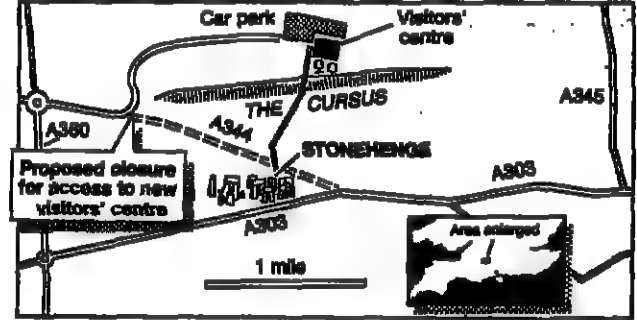 Car park
Visitors'
centre
THE CURSUS
A345
A360
A344
STONEHENGE
A303
Proposed closure
for access to new
visitors' centre
A303
Area enlarged
1 mile